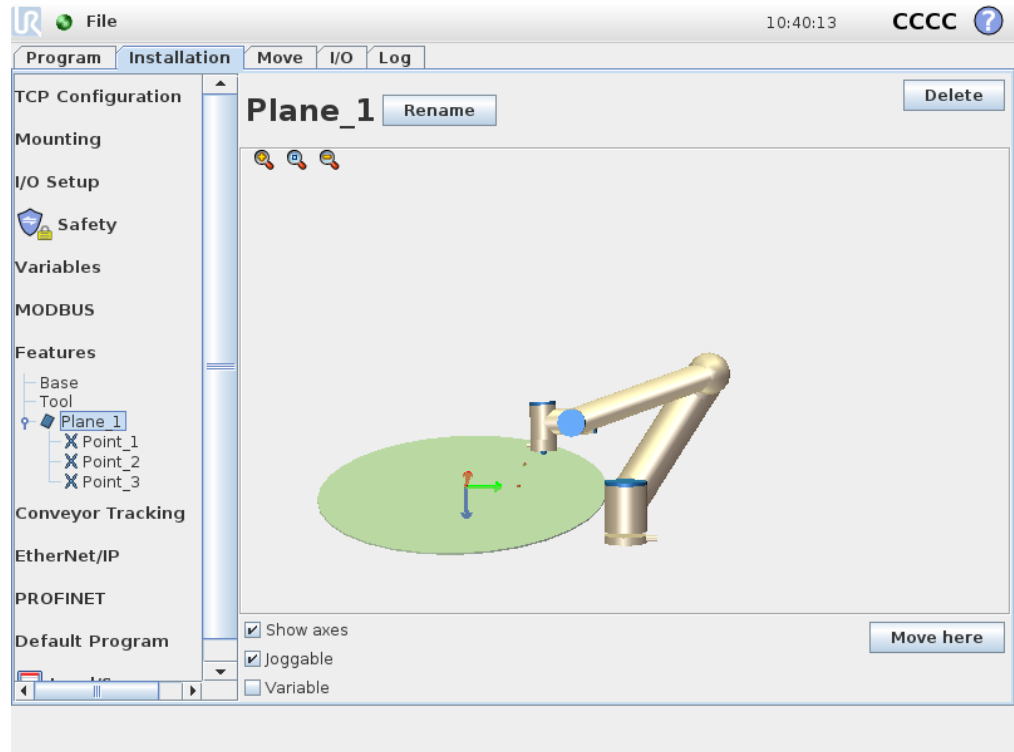 UR File 10:40:13 CCCC ?
Program Installation Move I/O Log
TCP Configuration
Mounting
I/O Setup
Safety
Variables
MODBUS
Features
Base
Tool
Plane_1
Point_1
Point_2
Point_3
Conveyor Tracking
EtherNet/IP
PROFINET
Default Program
Plane_1 Rename Delete
Show axes
Joggable
Variable
Move here